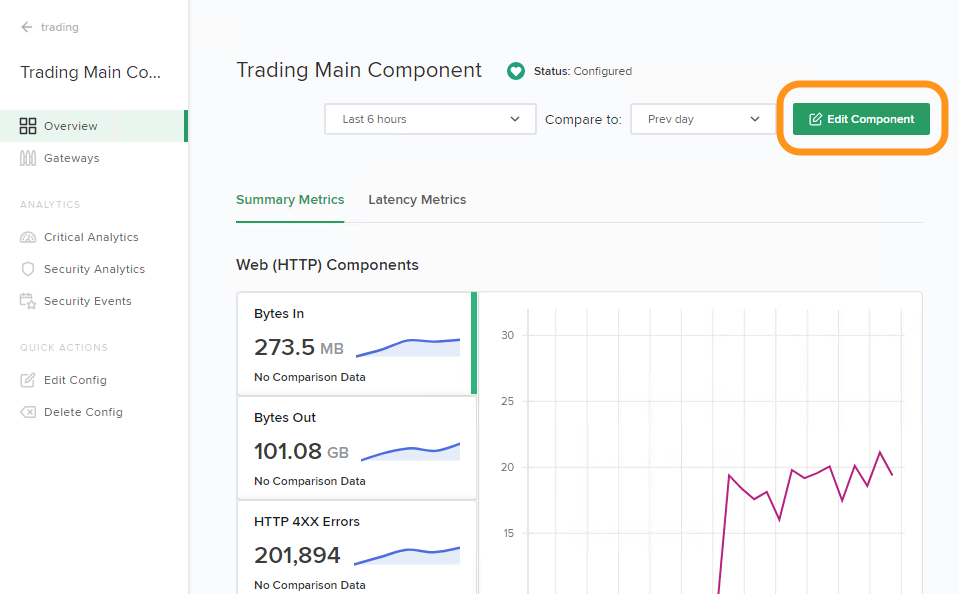 trading
Trading Main Co...
Overview
Gateways
ANALYTICS
Critical Analytics
Security Analytics
Security Events
QUICK ACTIONS
Edit Config
Delete Config
Trading Main Component
Status: Configured
Last 6 hours
Compare to:
Prev day
Edit Component
Summary Metrics
Latency Metrics
Web (HTTP) Components
Bytes In
273.5 MB
No Comparison Data
Bytes Out
101.08 GB
No Comparison Data
HTTP 4XX Errors
201,894
No Comparison Data
30
25
20
15